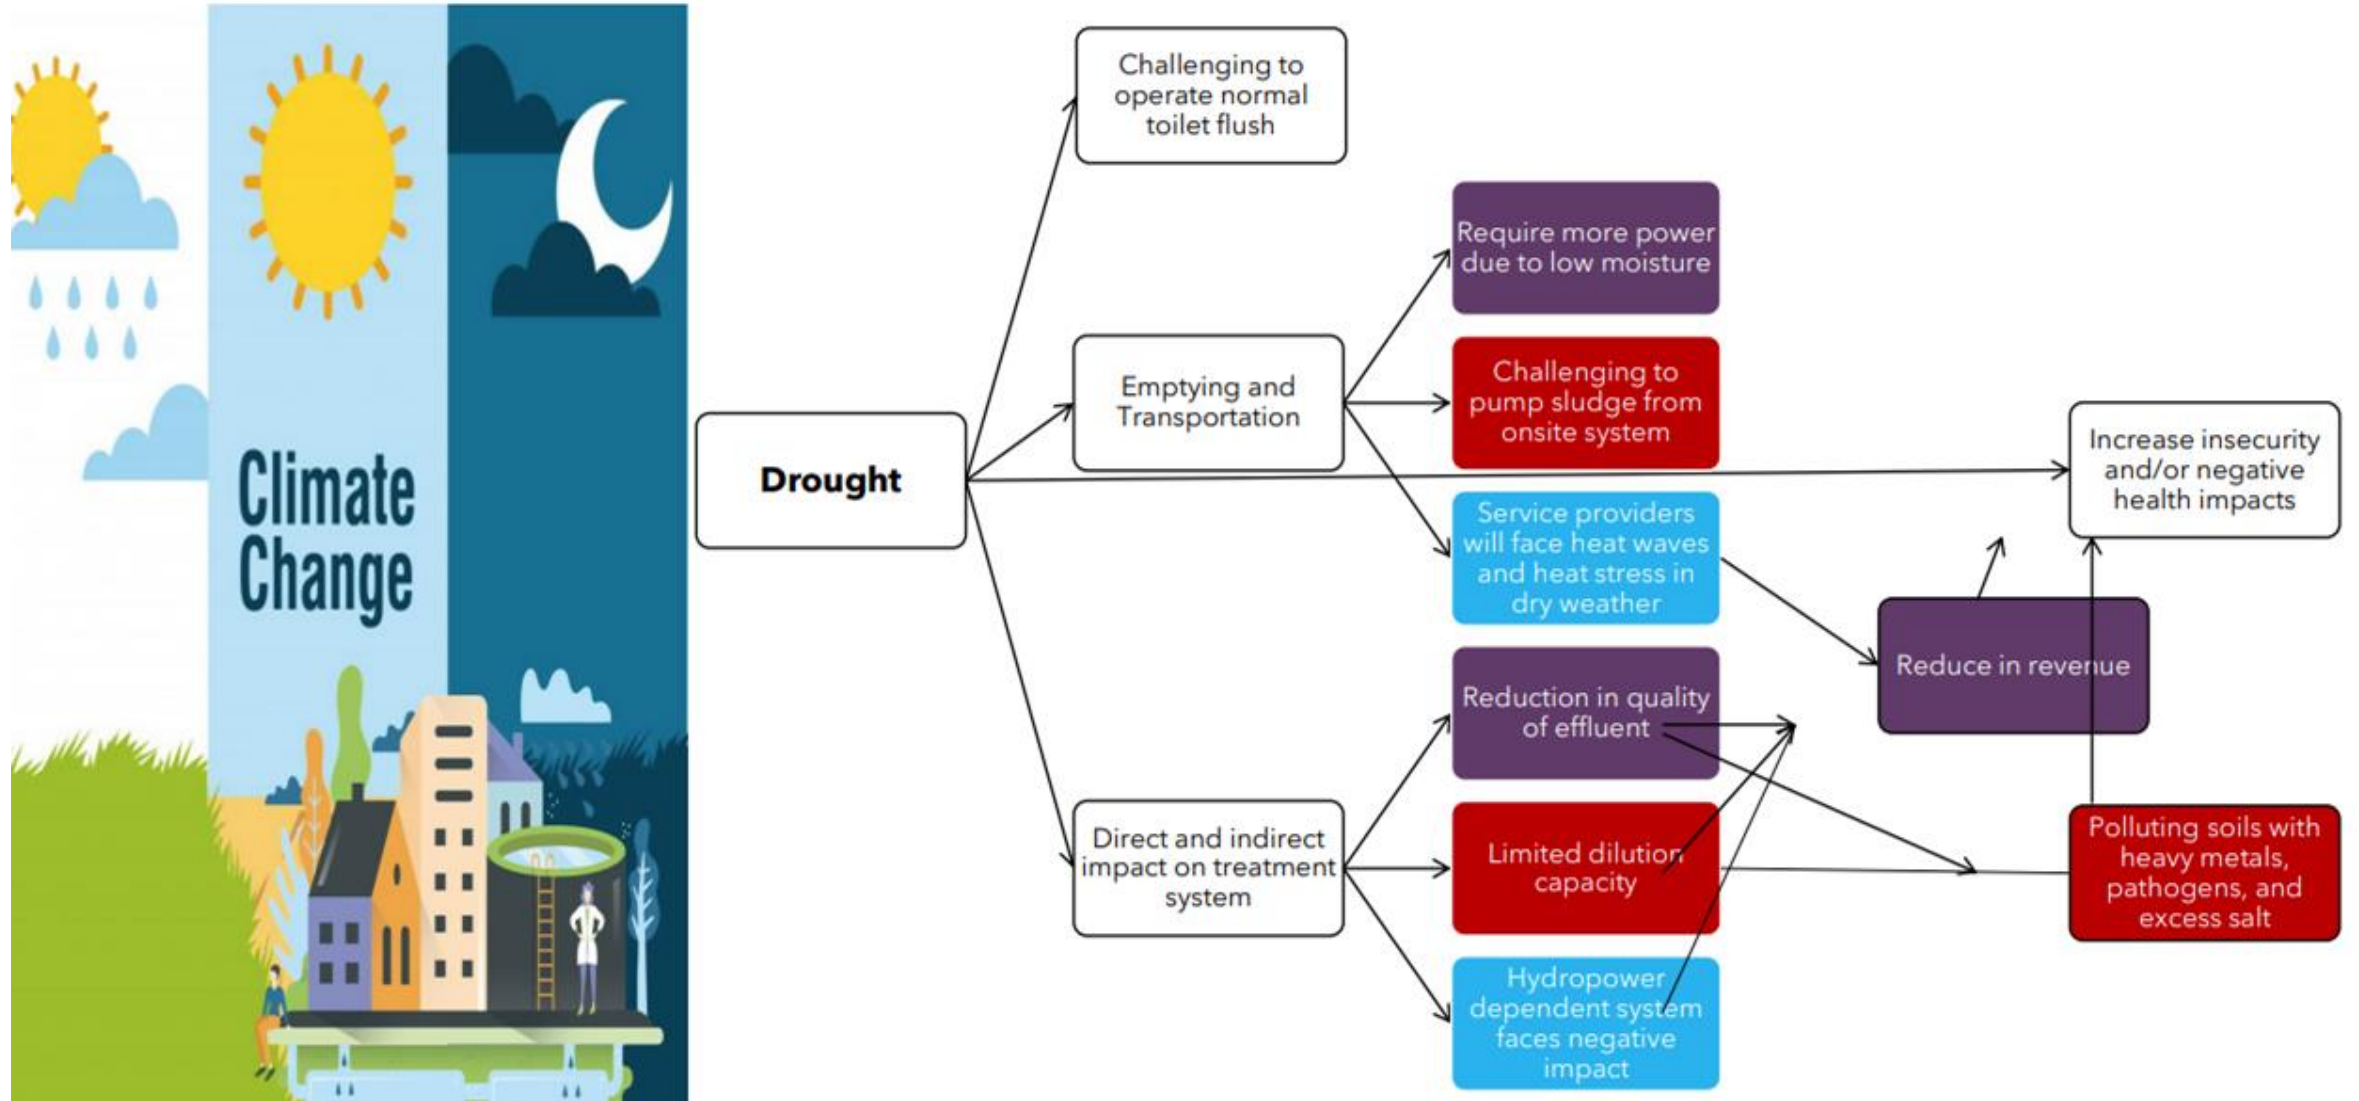 Climate
Change
Drought
Challenging to
operate normal
toilet flush
Emptying and
Transportation
Direct and indirect
impact on treatment
system
Require more power
due to low moisture
Challenging to
pump sludge from
onsite system
Service providers
will face heat waves
and heat stress in
dry weather
Reduction in quality
of effluent
Limited dilution
capacity
Hydropower
dependent system
faces negative
impact
Increase insecurity
and/or negative
health impacts
Reduce in revenue
Polluting soils with
heavy metals,
pathogens, and
excess salt